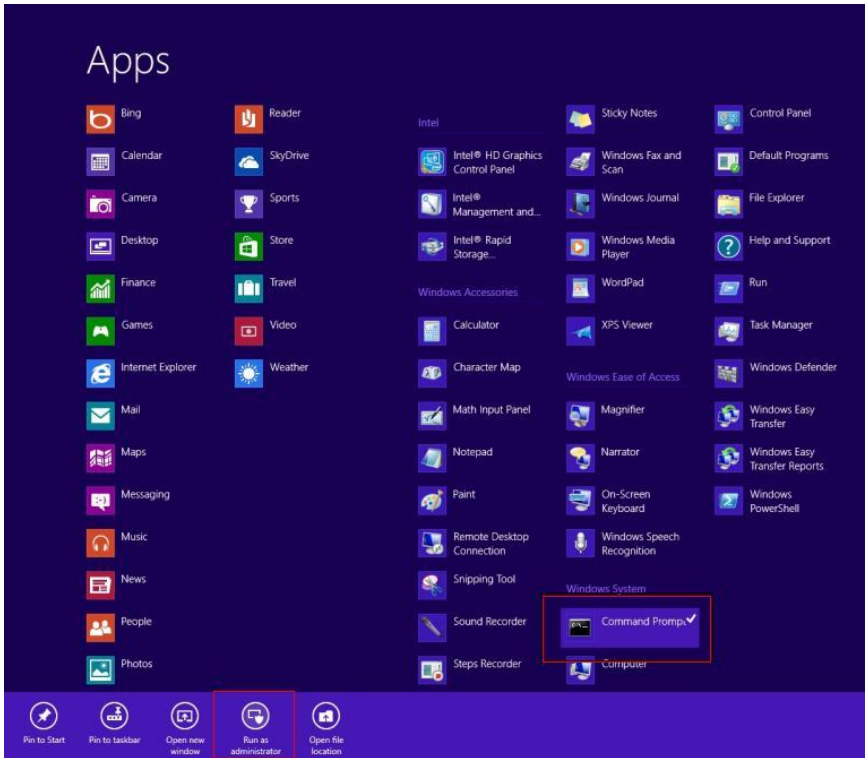 Apps
Bing
Calendar
Camera
Desktop
Finance
Games
Internet Explorer
Mail
Maps
Messaging
Music
News
People
Photos
Reader
SkyDrive
Sports
Store
Travel
Video
Weather
Intel
Intel® HD Graphics
Control Panel
Intel®
Management and...
Intel® Rapid
Storage...
Windows Accessories
Calculator
Character Map
Math Input Panel
Notepad
Paint
Remote Desktop
Connection
Snipping Tool
Sound Recorder
Steps Recorder
Sticky Notes
Windows Fax and
Scan
Windows Journal
Windows Media
Player
WordPad
XPS Viewer
Windows Ease of Access
Magnifier
Narrator
On-Screen
Keyboard
Windows Speech
Recognition
Windows System
Command Prompt
Computer
Control Panel
Default Programs
File Explorer
Help and Support
Run
Task Manager
Windows Defender
Windows Easy
Transfer
Windows Easy
Transfer Reports
Windows
PowerShell
Pin to Start
Pin to taskbar
Open new
window
Run as
administrator
Open file
location